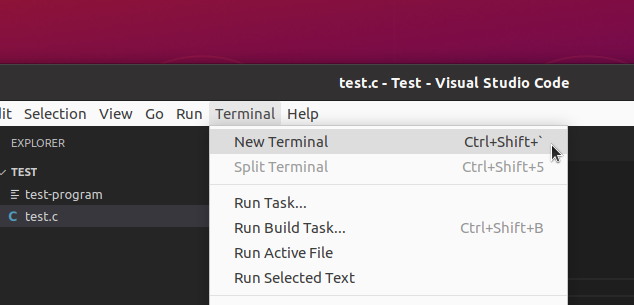 test.c - Test - Visual Studio Code
dit Selection View Go Run Terminal Help
EXPLORER
TEST
test-program
C test.c
New Terminal Ctrl+Shift+`
Split Terminal Ctrl+Shift+5
Run Task...
Run Build Task... Ctrl+Shift+B
Run Active File
Run Selected Text